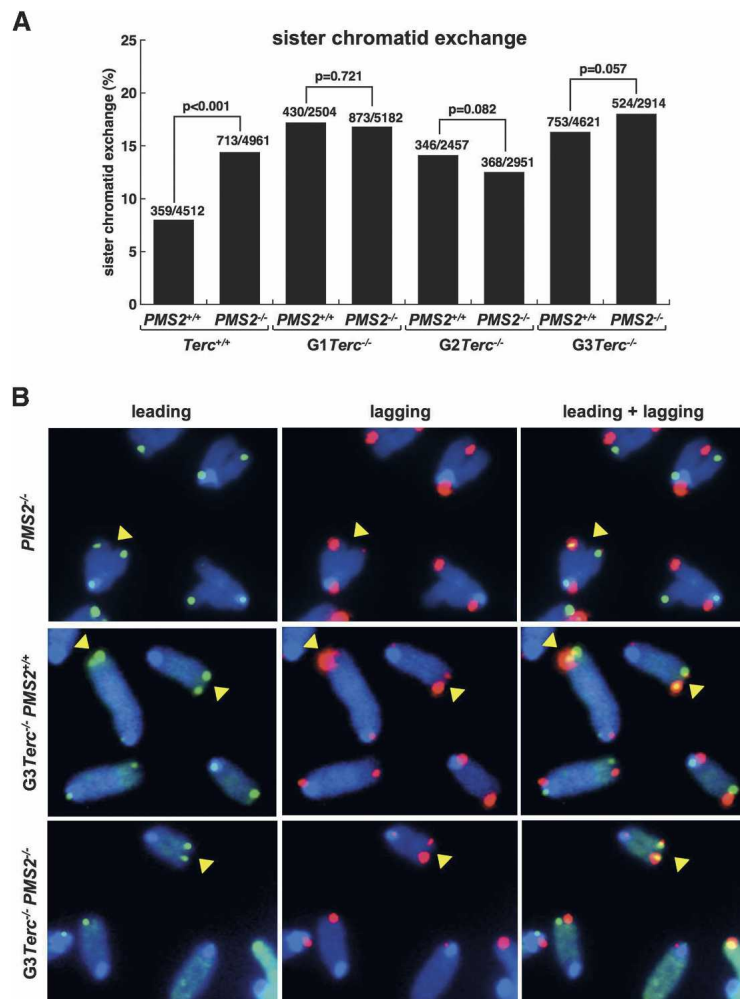 A
sister chromatid exchange
sister chromatid exchange (%)
25
20
15
10
5
0
p<0.001
p=0.721
p=0.082
p=0.057
359/4512
713/4961
430/2504
873/5182
346/2457
368/2951
753/4621
524/2914
PMS2+/+ PMS2-/- PMS2+/+ PMS2-/- PMS2+/+ PMS2-/- PMS2+/+ PMS2-/-
Terc+/+ G1Terc-/- G2Terc-/- G3Terc-/-
B
leading lagging leading + lagging
PMS2-/-
G3Terc-/- PMS2+/+
G3Terc-/- PMS2-/-